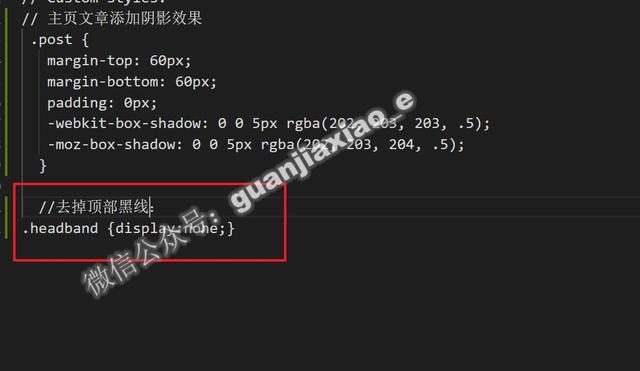 // Custom styles.
// 主页文章添加阴影效果
.post {
margin-top: 60px;
margin-bottom: 60px;
padding: 0px;
-webkit-box-shadow: 0 0 5px rgba(202, 203, 203, .5);
-moz-box-shadow: 0 0 5px rgba(202, 203, 204, .5);
}
//去掉顶部黑线:
.headband {display:none;}
微信公众号: guanjiaxiao_e